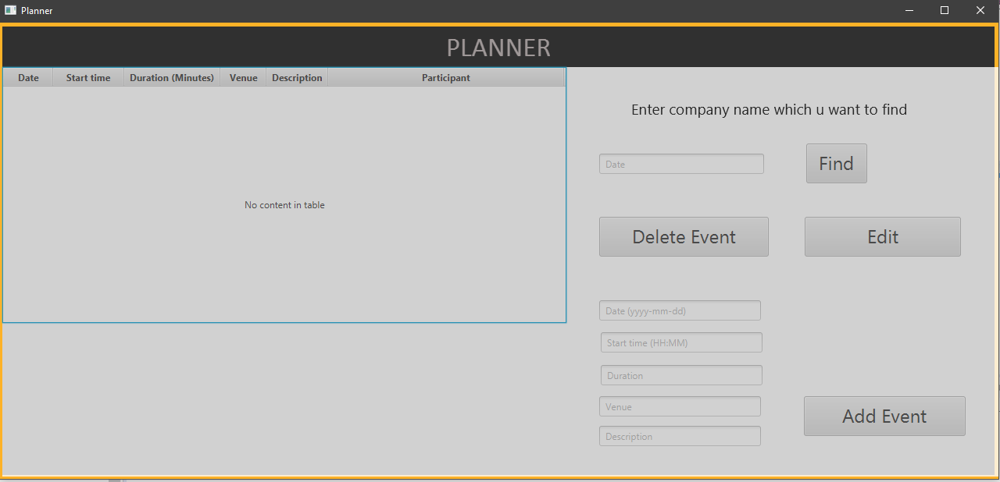 Planner
PLANNER
Date Start time Duration (Minutes) Venue Description Participant
No content in table
Enter company name which u want to find
Date
Find
Delete Event
Edit
Date (yyyy-mm-dd)
Start time (HH:MM)
Duration
Venue
Description
Add Event